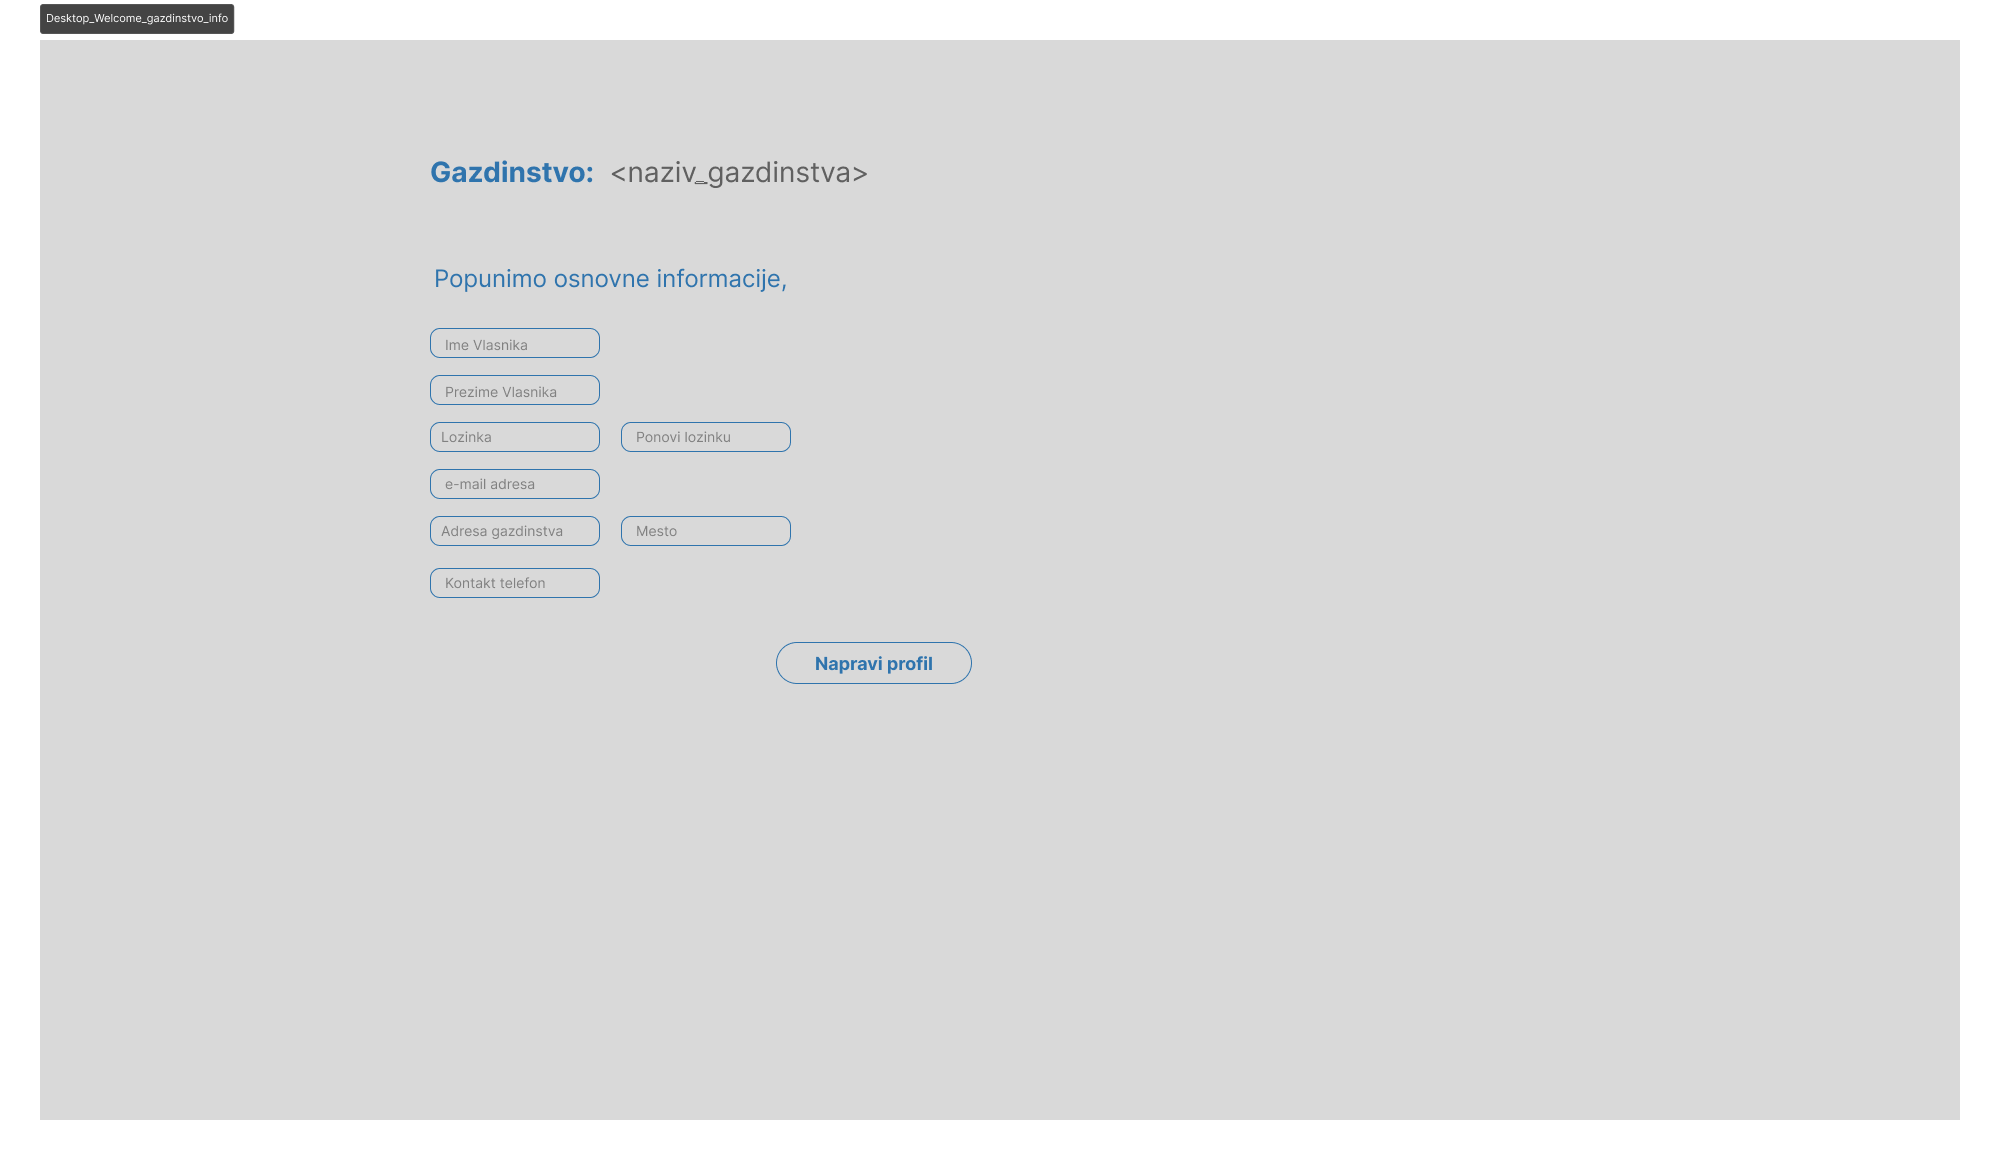 Desktop_Welcome_gazdinstvo_info
Gazdinstvo: <naziv_gazdinstva>
Popunimo osnovne informacije,
Ime Vlasnika
Prezime Vlasnika
Lozinka Ponovi lozinku
e-mail adresa
Adresa gazdinstva Mesto
Kontakt telefon
Napravi profil